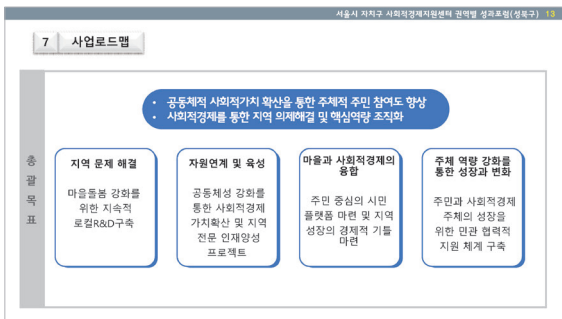 서울시 자치구 사회적경제지원센터 권역별 성과포럼(성북구) 13
7 사업로드맵
• 공동체적 사회적가치 확산을 통한 주체적 주민 참여도 향상
• 사회적경제를 통한 지역 의제해결 및 핵심역량 조직화
총
괄
목
표
지역 문제 해결
마을돌봄 강화를
위한 지속적
로컬R&D구축
자원연계 및 육성
공동체성 강화를
통한 사회적경제
가치확산 및 지역
전문 인재양성
프로젝트
마을과 사회적경제의
융합
주민 중심의 시민
플랫폼 마련 및 지역
성장의 경제적 기틀
마련
주체 역량 강화를
통한 성장과 변화
주민과 사회적경제
주체의 성장을
위한 민관 협력적
지원 체계 구축